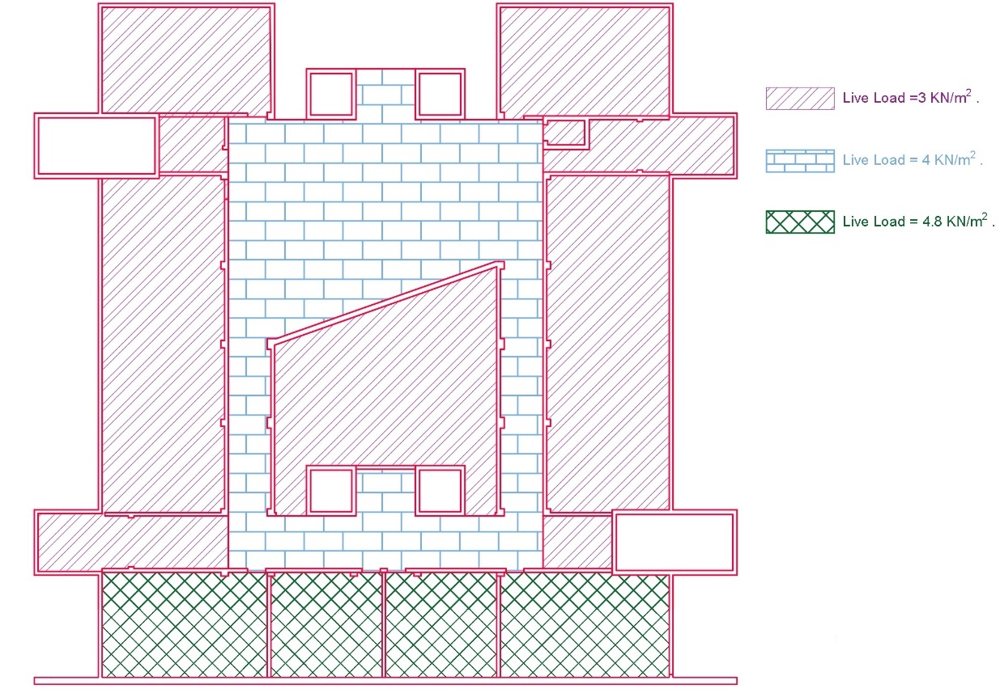 Live Load =3 KN/m² .
Live Load = 4 KN/m² .
Live Load = 4.8 KN/m² .